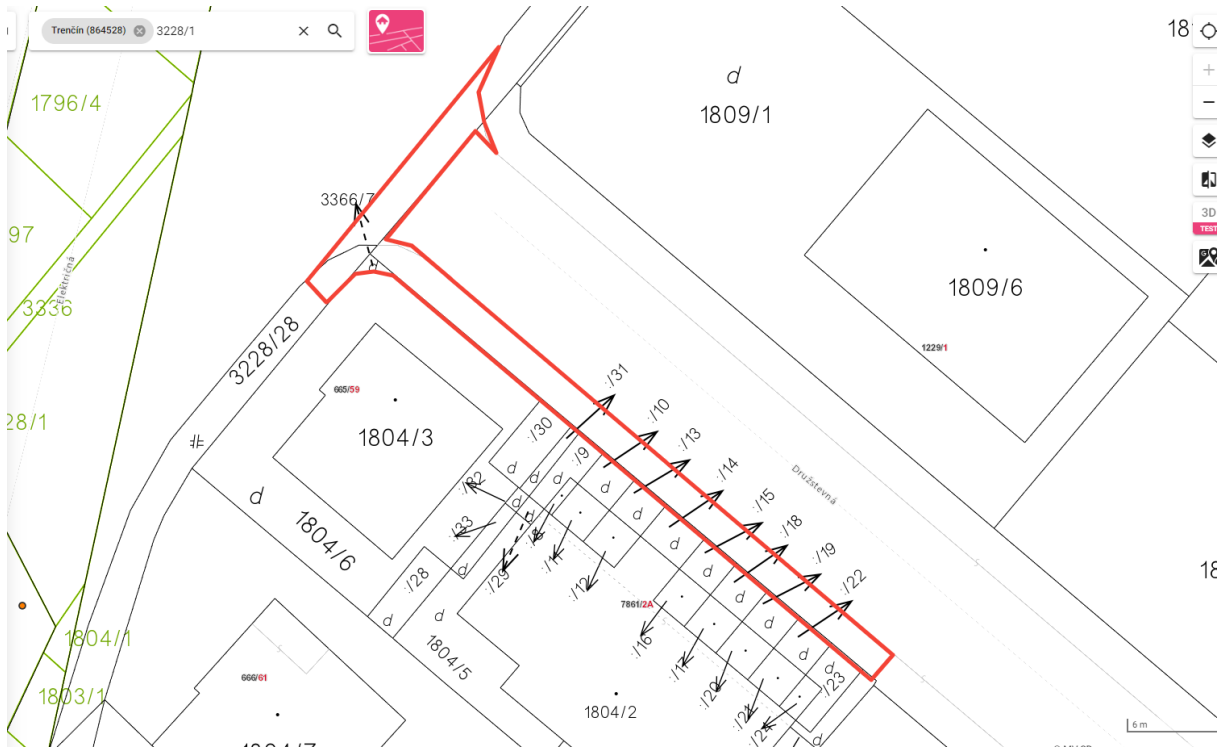 Trenčín (864528) 3228/1
1796/4
d
1809/1
3D
TEST
3366/7
97
Električná
3336
d
1809/6
1229/1
3228/28
28/1
665/59
1804/3
:/31
:/10
:/13
:/14
:/15
:/18
:/19
:/22
:/30
:/9
Družstevná
:/32
:/33
d
d
d
d
d
d
d
d
d
d
d
d
d
d
1804/6
:/28
:/29
:/11
:/12
7861/2A
:/16
:/17
:/20
:/23
:/24
1804/1
1804/5
1803/1
666/61
1804/2
6 m